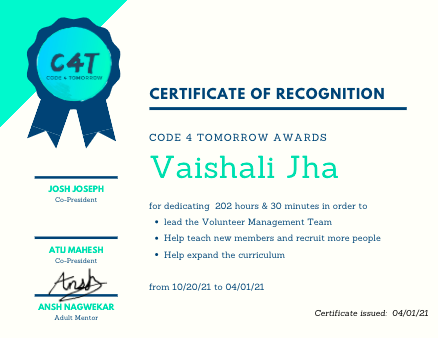 C4T
CODE 4 TOMORROW
CERTIFICATE OF RECOGNITION
CODE 4 TOMORROW AWARDS
Vaishali Jha
for dedicating 202 hours & 30 minutes in order to
• lead the Volunteer Management Team
• Help teach new members and recruit more people
• Help expand the curriculum
from 10/20/21 to 04/01/21
Certificate issued: 04/01/21
JOSH JOSEPH
Co-President
ATU MAHESH
Co-President
Ansh
ANSH NAGWEKAR
Adult Mentor